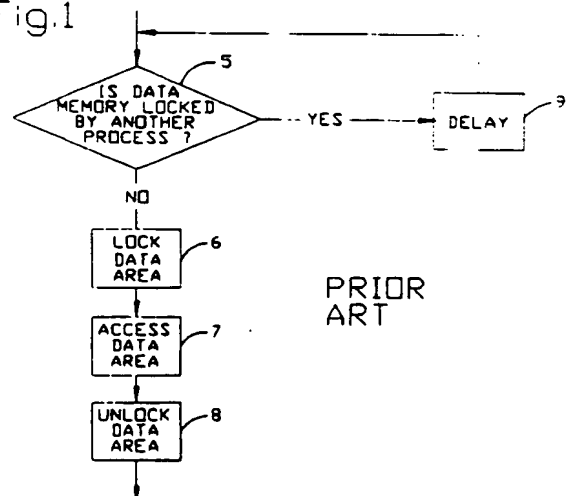 Fig.1
5
IS DATA
MEMORY LOCKED
BY ANOTHER
PROCESS ?
YES
DELAY
9
NO
LOCK
DATA
AREA
6
PRIOR
ART
ACCESS
DATA
AREA
7
UNLOCK
DATA
AREA
8